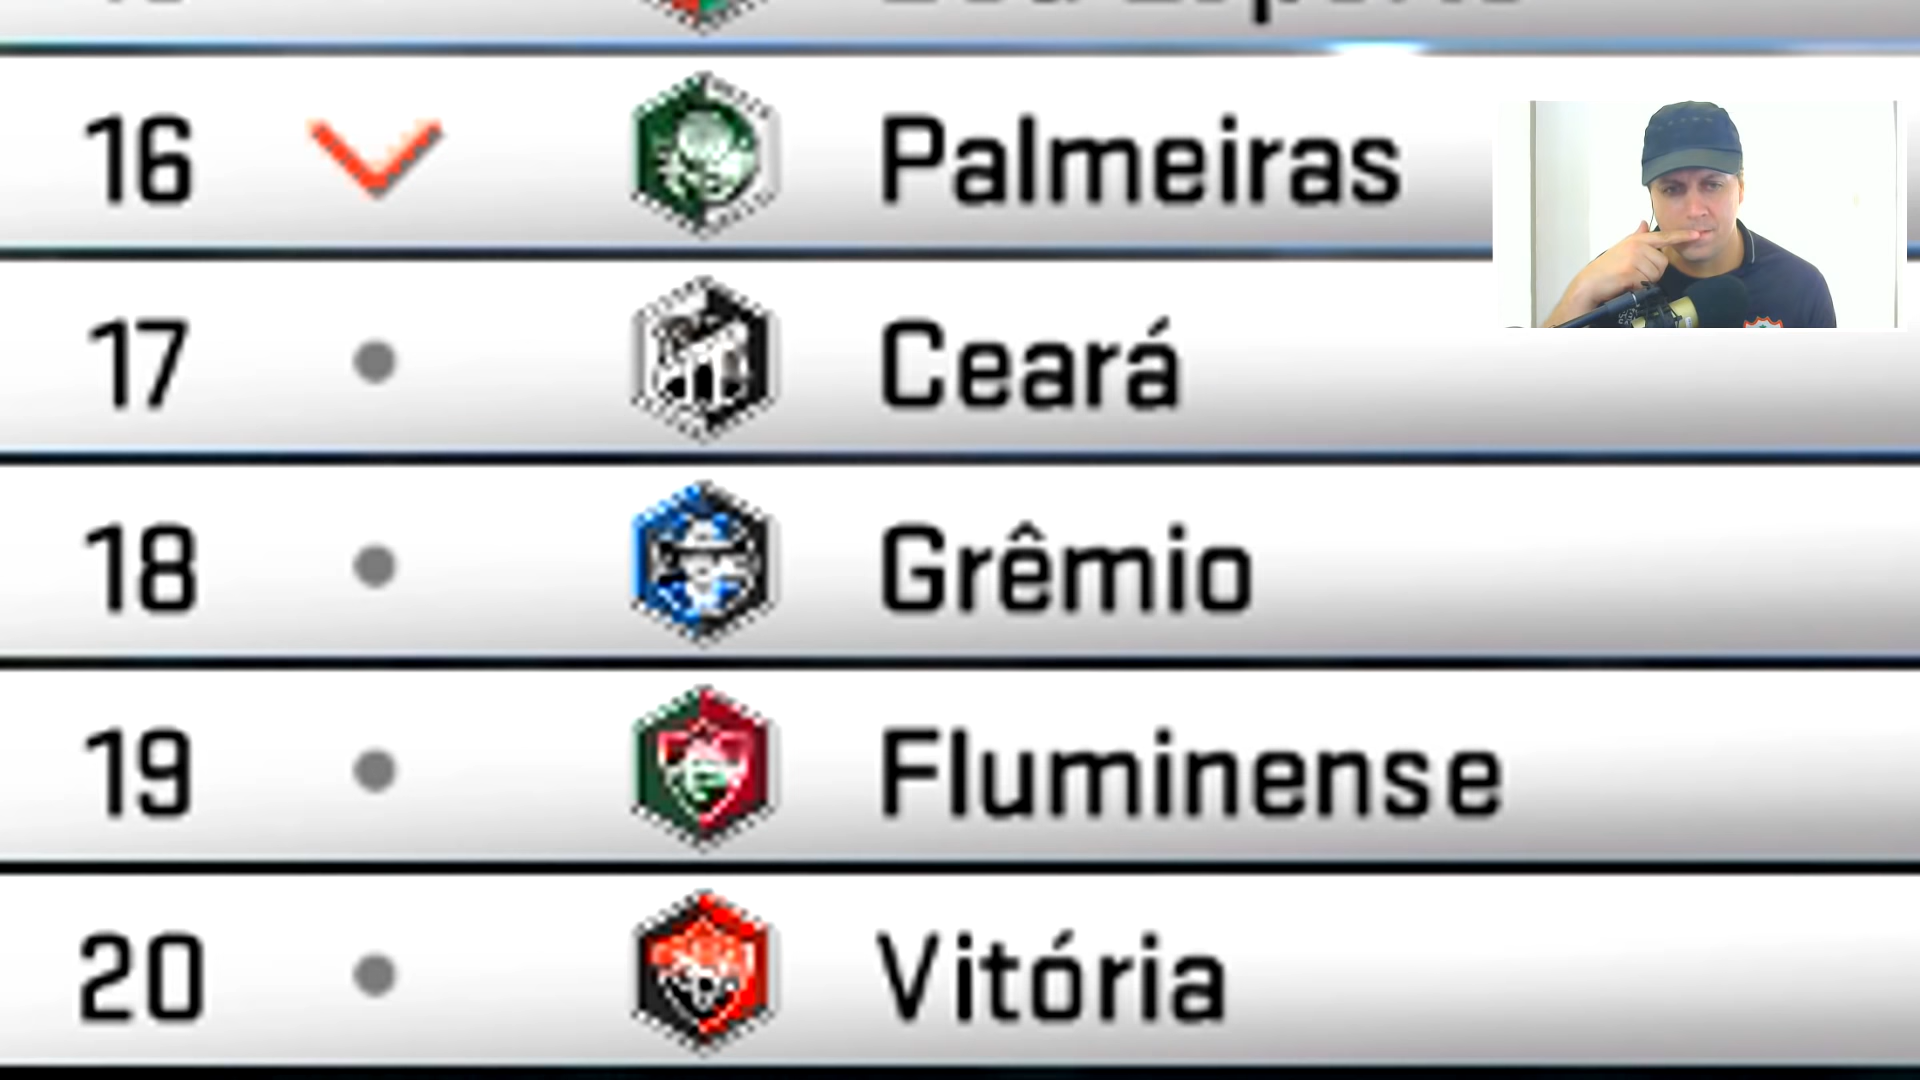 16 Palmeiras
17 Ceará
18 Grêmio
19 Fluminense
20 Vitória